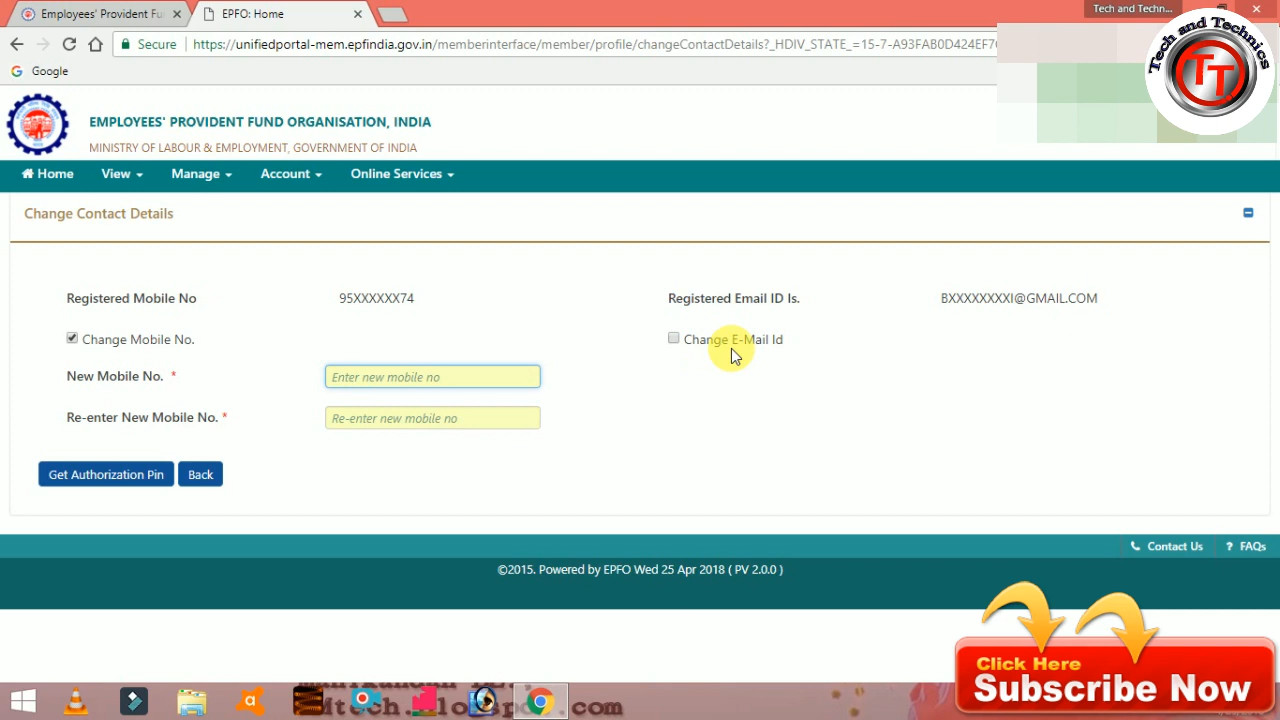 Employees' Provident Fu
EPFO: Home
Tech and Techn...
Secure
https://unifiedportal-mem.epfindia.gov.in/memberinterface/member/profile/changeContactDetails?_HDIV_STATE_=15-7-A93FAB0D424EF7
Google
Tech and Technics
TT
EMPLOYEES' PROVIDENT FUND ORGANISATION, INDIA
MINISTRY OF LABOUR & EMPLOYMENT, GOVERNMENT OF INDIA
Home View Manage Account Online Services
Change Contact Details
Registered Mobile No 95XXXXXX74 Registered Email ID Is. BXXXXXXXXI@GMAIL.COM
Change Mobile No. Change E-Mail Id
New Mobile No. * Enter new mobile no
Re-enter New Mobile No. * Re-enter new mobile no
Get Authorization Pin Back
Contact Us ? FAQs
©2015. Powered by EPFO Wed 25 Apr 2018 ( PV 2.0.0 )
Click Here
Subscribe Now